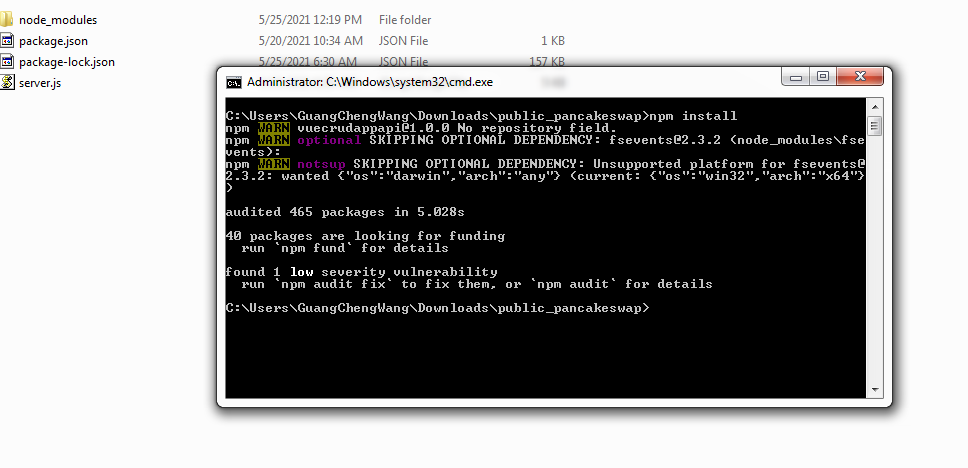 node_modules 5/25/2021 12:19 PM File folder
package.json 5/20/2021 10:34 AM JSON File 1 KB
package-lock.json 5/25/2021 6:30 AM JSON File 157 KB
server.js
Administrator: C:\Windows\system32\cmd.exe
C:\Users\GuangChengWang\Downloads\public_pancakeswap>npm install
npm WARN vuecrudappapi@1.0.0 No repository field.
npm WARN optional SKIPPING OPTIONAL DEPENDENCY: fsevents@2.3.2 (node_modules\fse
vents):
npm WARN notsup SKIPPING OPTIONAL DEPENDENCY: Unsupported platform for fsevents@
2.3.2: wanted {"os":"darwin","arch":"any"} (current: {"os":"win32","arch":"x64"}
)
audited 465 packages in 5.028s
40 packages are looking for funding
run `npm fund` for details
found 1 low severity vulnerability
run `npm audit fix` to fix them, or `npm audit` for details
C:\Users\GuangChengWang\Downloads\public_pancakeswap>